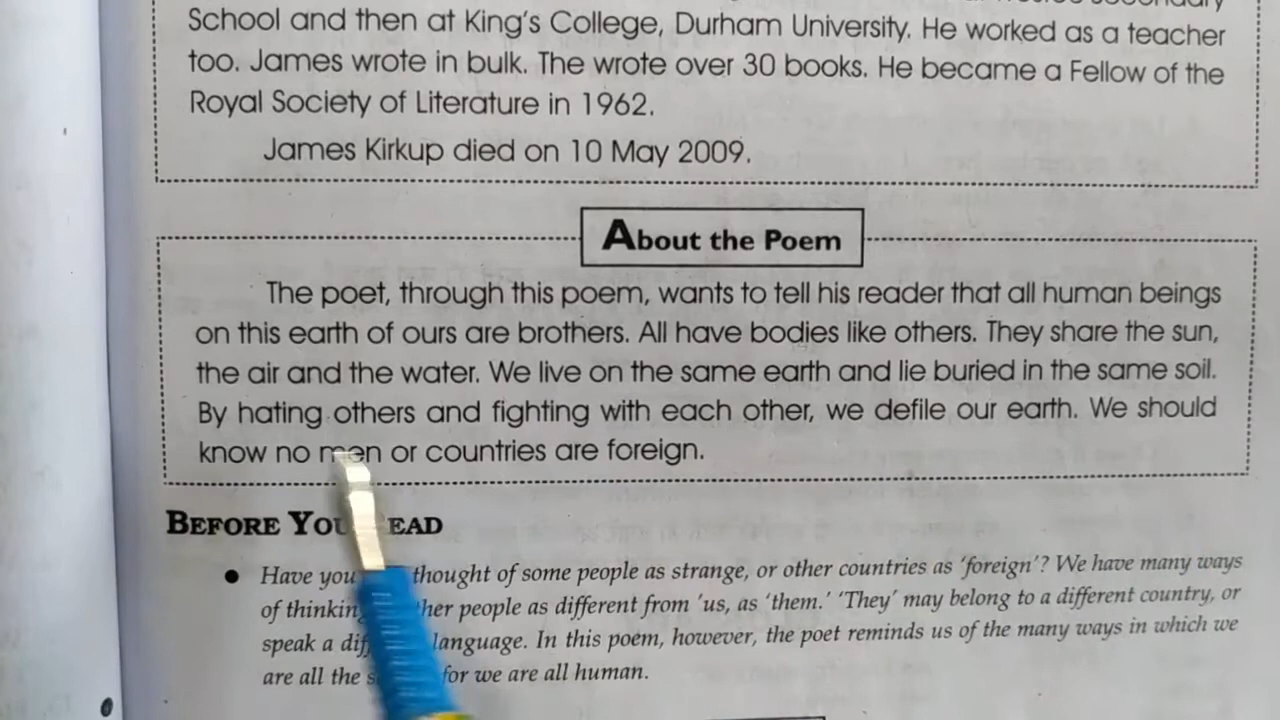 School and then at King's College, Durham University. He worked as a teacher
too. James wrote in bulk. The wrote over 30 books. He became a Fellow of the
Royal Society of Literature in 1962.
James Kirkup died on 10 May 2009.
About the Poem
The poet, through this poem, wants to tell his reader that all human beings
on this earth of ours are brothers. All have bodies like others. They share the sun,
the air and the water. We live on the same earth and lie buried in the same soil.
By hating others and fighting with each other, we defile our earth. We should
know no men or countries are foreign.
BEFORE YOU READ
Have you thought of some people as strange, or other countries as 'foreign'? We have many ways
of thinking other people as different from 'us, as 'them.' 'They' may belong to a different country, or
speak a language. In this poem, however, the poet reminds us of the many ways in which we
are all the for we are all human.